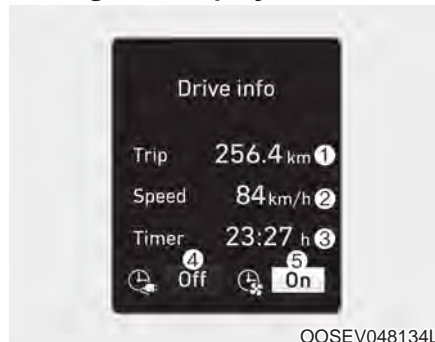 Drive info
Trip 256.4 km ①
Speed 84 km/h ②
Timer 23:27 h ③
④ ⑤
Off On
OOSEV048134L